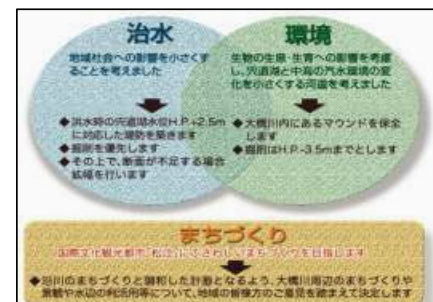 治水
地域社会への影響を小さくす
ることを考えました
◆洪水時の宍道湖水位H.P.+2.5m
に対応した堤防を築きます
◆掘削を優先します
◆その上で、断面が不足する場合
拡幅を行います
環境
生物の生息・生育への影響を考慮
し、宍道湖と中海の汽水環境の変
化を小さくする河道を考えました
◆大橋川内にあるマウンドを保全
します
◆掘削はH.P.-3.5mまでとします
まちづくり
国際文化観光都市「松江」にふさわしいまちづくりを目指します
◆沿川のまちづくりと調和した計画となるよう、大橋川周辺のまちづくりや
景観や水辺の利活用等について、地域の皆様方のご意見を踏まえて決定します